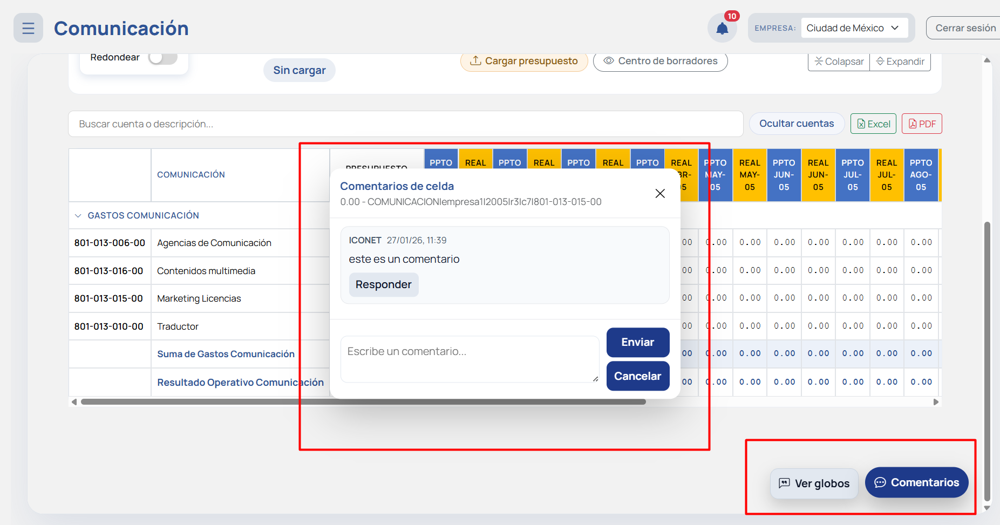 Comunicación
10
EMPRESA: Ciudad de México
Cerrar sesión
Redondear
Sin cargar
Cargar presupuesto
Centro de borradores
Colapsar
Expandir
Buscar cuenta o descripción...
Ocultar cuentas
Excel
PDF
COMUNICACIÓN
PRESUPUESTO
PPTO
REAL
PPTO
REAL
PPTO
REAL
PPTO
REAL
PPTO MAY-05
REAL MAY-05
PPTO JUN-05
REAL JUN-05
PPTO JUL-05
REAL JUL-05
PPTO AGO-05
GASTOS COMUNICACIÓN
801-013-006-00 Agencias de Comunicación 00 0.00 0.00 0.00 0.00 0.00 0.00 0.00
801-013-016-00 Contenidos multimedia 00 0.00 0.00 0.00 0.00 0.00 0.00 0.00
801-013-015-00 Marketing Licencias 00 0.00 0.00 0.00 0.00 0.00 0.00 0.00
801-013-010-00 Traductor 00 0.00 0.00 0.00 0.00 0.00 0.00 0.00
Suma de Gastos Comunicación 00 0.00 0.00 0.00 0.00 0.00 0.00 0.00
Resultado Operativo Comunicación 00 0.00 0.00 0.00 0.00 0.00 0.00 0.00
Comentarios de celda
0.00 - COMUNICACION|empresa1|2005|r3|c7|801-013-015-00
ICONET 27/01/26, 11:39
este es un comentario
Responder
Escribe un comentario...
Enviar
Cancelar
Ver globos
Comentarios